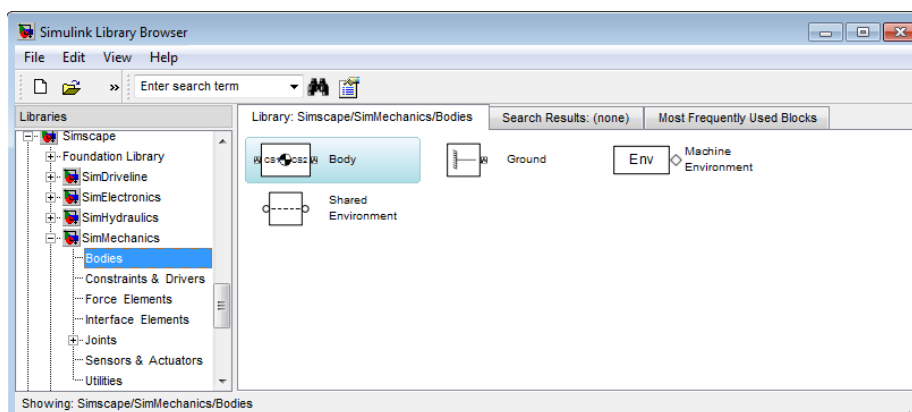 Simulink Library Browser
File Edit View Help
» Enter search term
Libraries
Library: Simscape/SimMechanics/Bodies Search Results: (none) Most Frequently Used Blocks
Simscape
Foundation Library
SimDriveline
SimElectronics
SimHydraulics
SimMechanics
Bodies
Constraints & Drivers
Force Elements
Interface Elements
Joints
Sensors & Actuators
Utilities
CS1 CS2 Body
Ground
Env Machine
Environment
Shared
Environment
Showing: Simscape/SimMechanics/Bodies